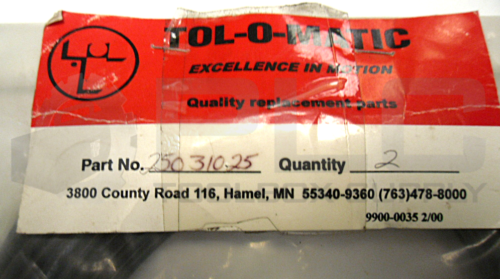 TOL-O-MATIC
EXCELLENCE IN MOTION
Quality replacement parts
Part No. 250 310.25 Quantity 2
3800 County Road 116, Hamel, MN 55340-9360 (763)478-8000
9900-0035 2/00